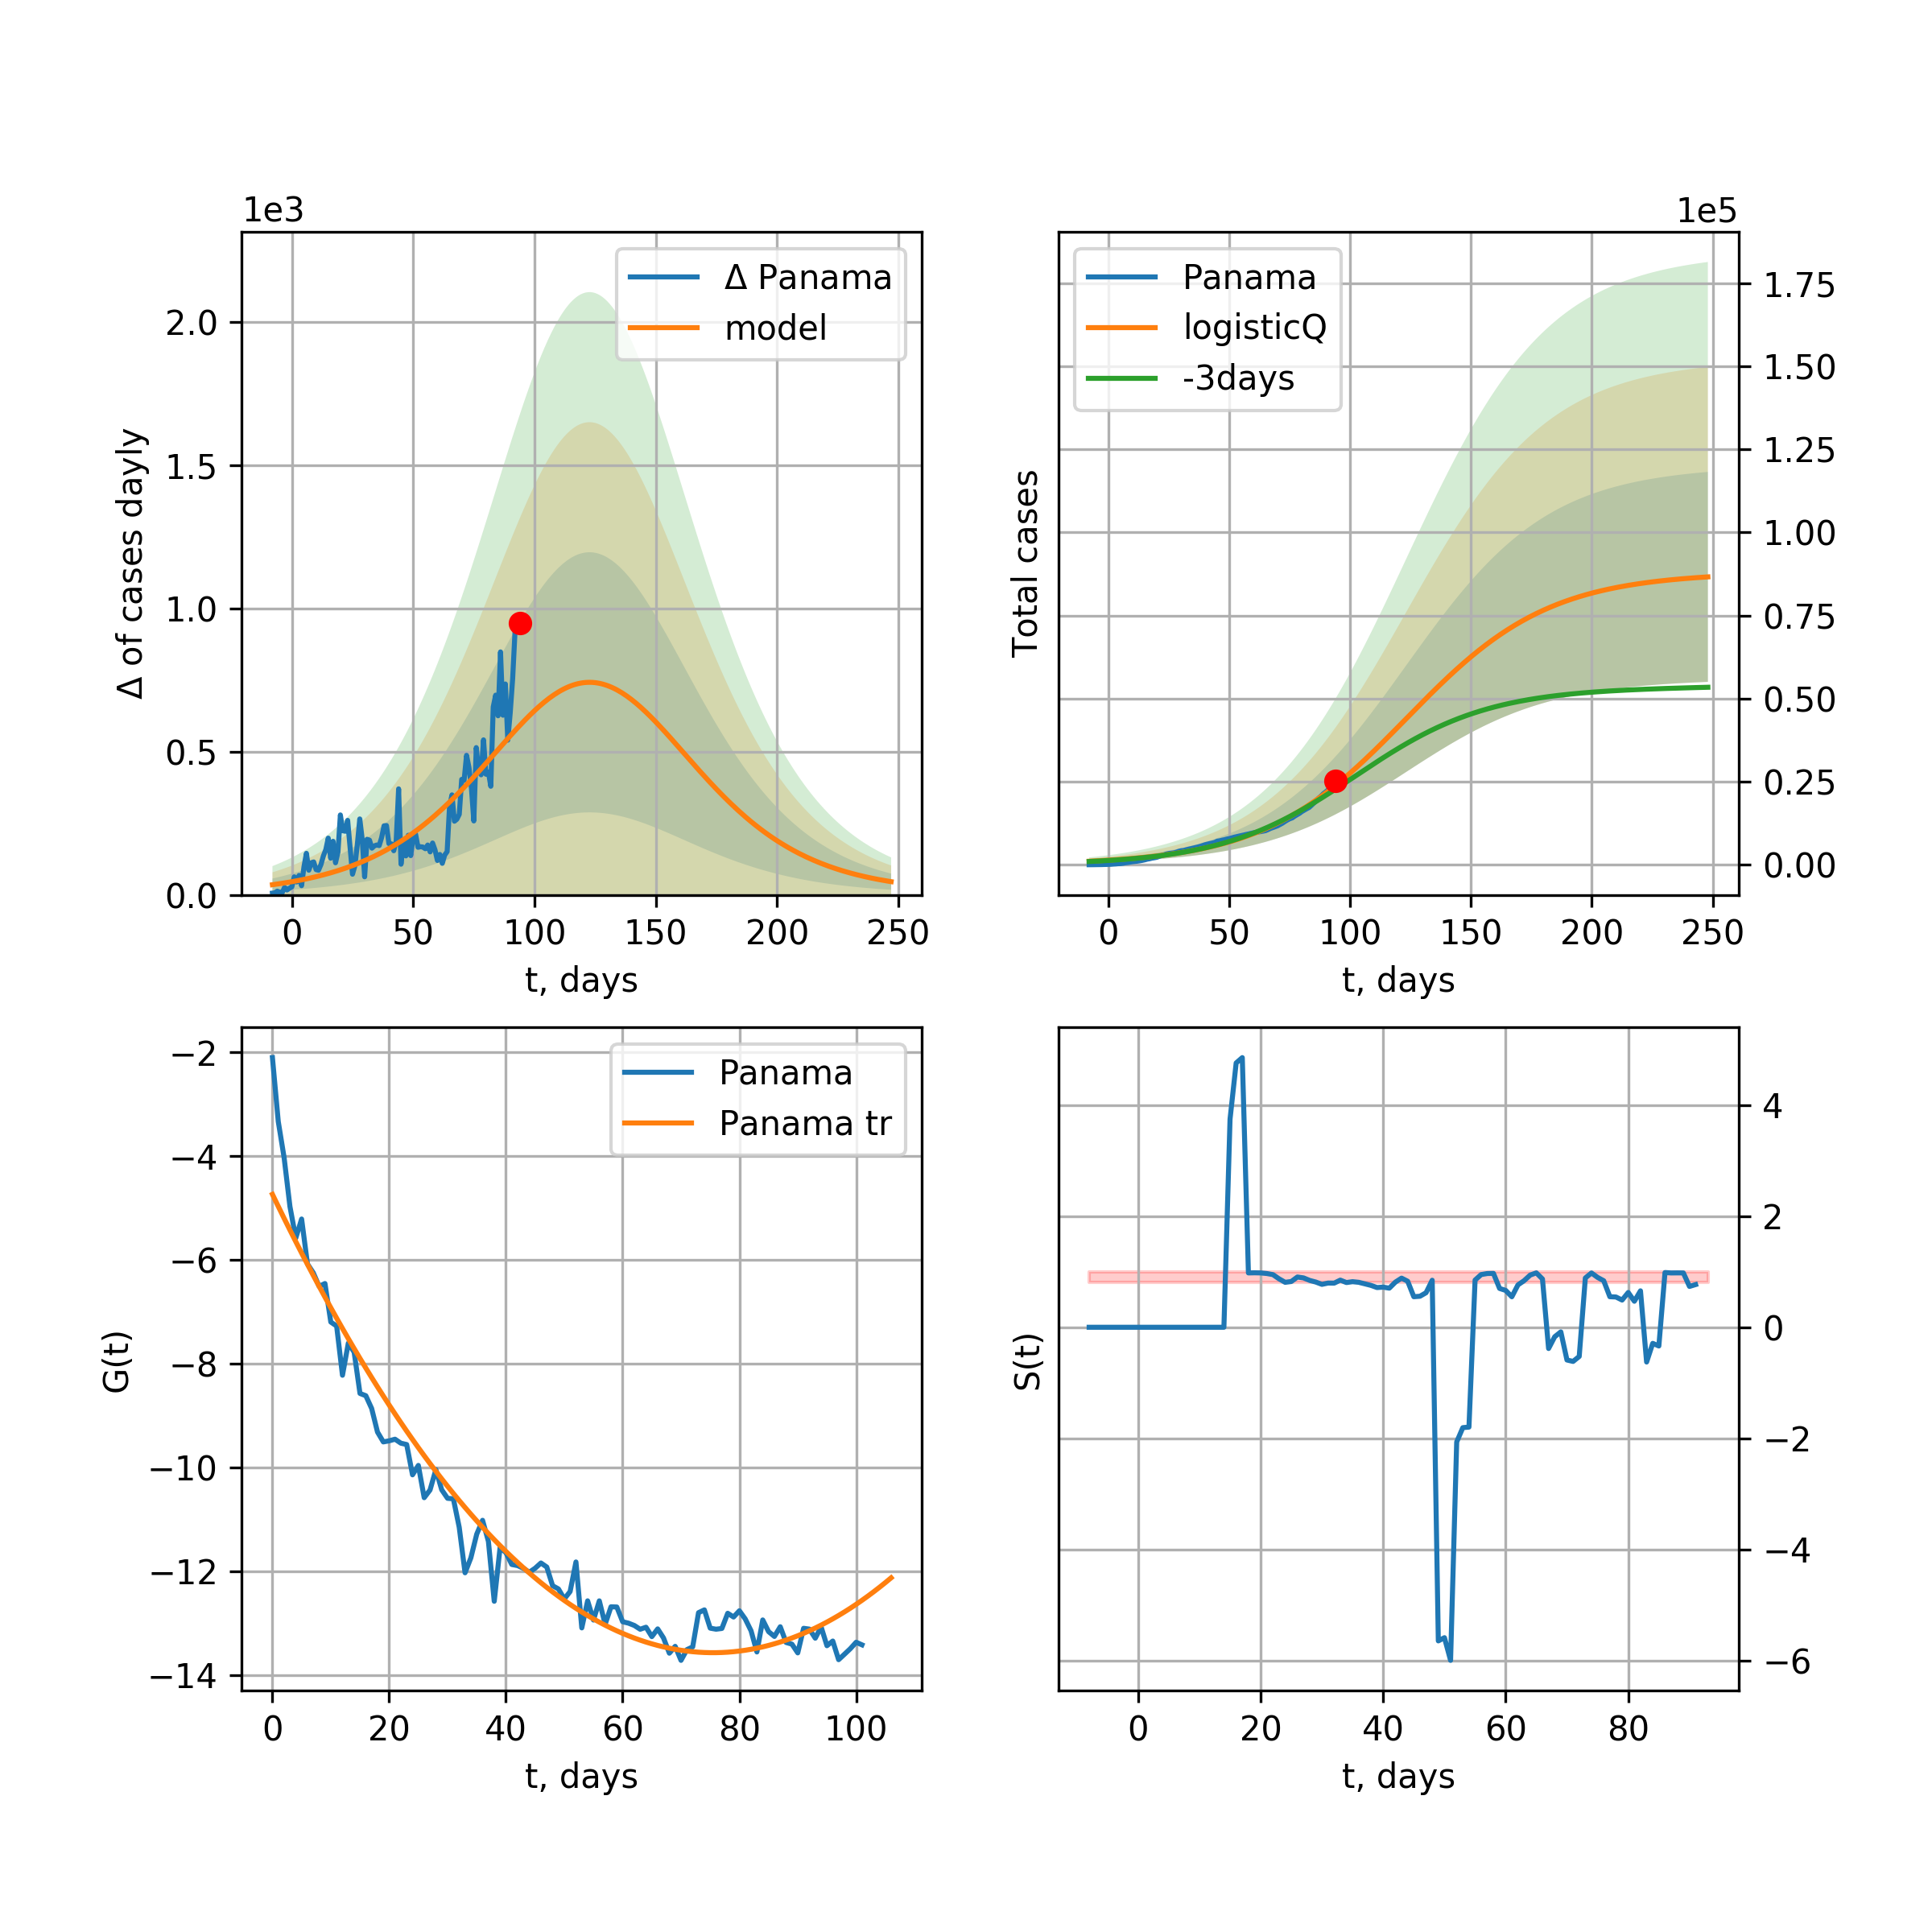 1e3
Δ Panama
model
2.0
1.5
1.0
0.5
0.0
Δ of cases dayly
0 50 100 150 200 250
t, days
1e5
Panama
logisticQ
-3days
1.75
1.50
1.25
1.00
0.75
0.50
0.25
0.00
Total cases
0 50 100 150 200 250
t, days
Panama
Panama tr
−2
−4
−6
−8
−10
−12
−14
G(t)
0 20 40 60 80 100
t, days
4
2
0
−2
−4
−6
S(t)
0 20 40 60 80
t, days